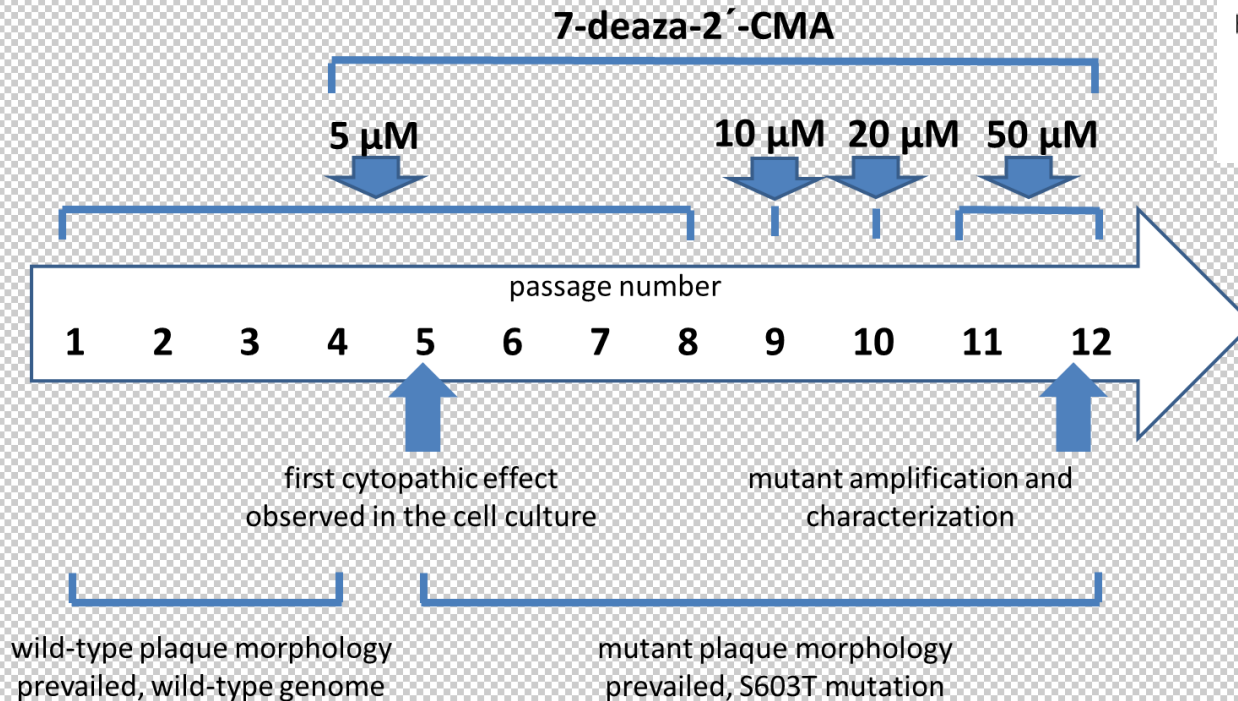 7-deaza-2´-CMA
5 µM 10 µM 20 µM 50 µM
passage number
1 2 3 4 5 6 7 8 9 10 11 12
first cytopathic effect
observed in the cell culture
mutant amplification and
characterization
wild-type plaque morphology
prevailed, wild-type genome
mutant plaque morphology
prevailed, S603T mutation